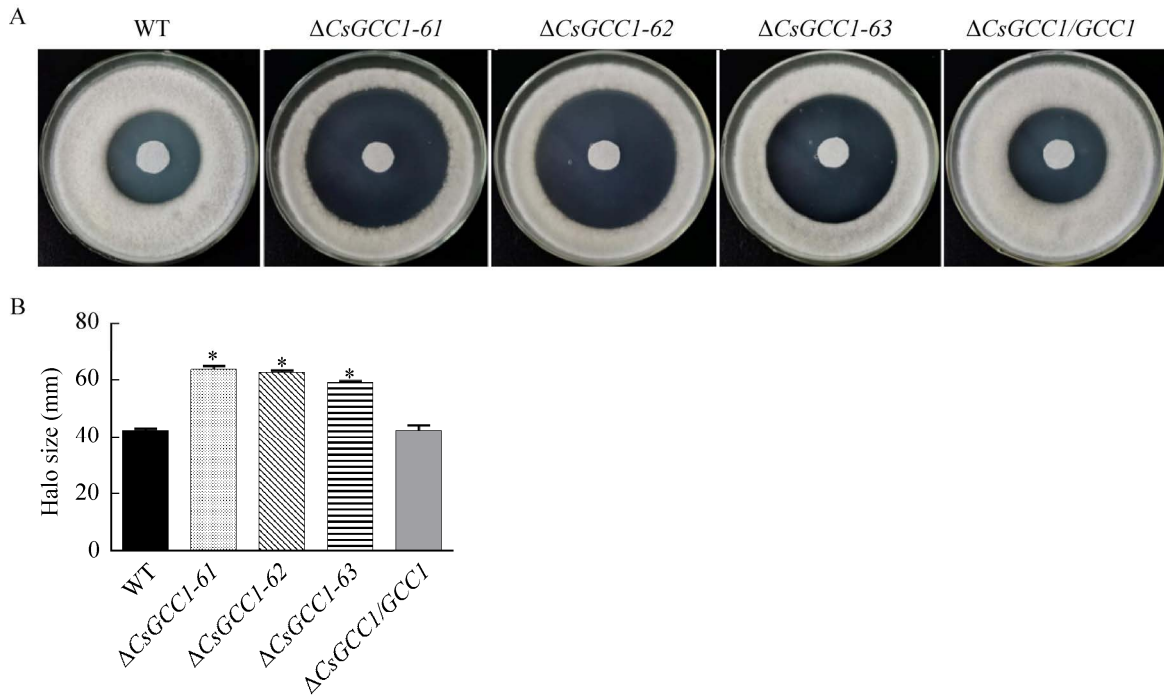 A
WT
ΔCsGCC1-61
ΔCsGCC1-62
ΔCsGCC1-63
ΔCsGCC1/GCC1
B
80
60
40
20
0
Halo size (mm)
*
*
*
WT
ΔCsGCC1-61
ΔCsGCC1-62
ΔCsGCC1-63
ΔCsGCC1/GCC1